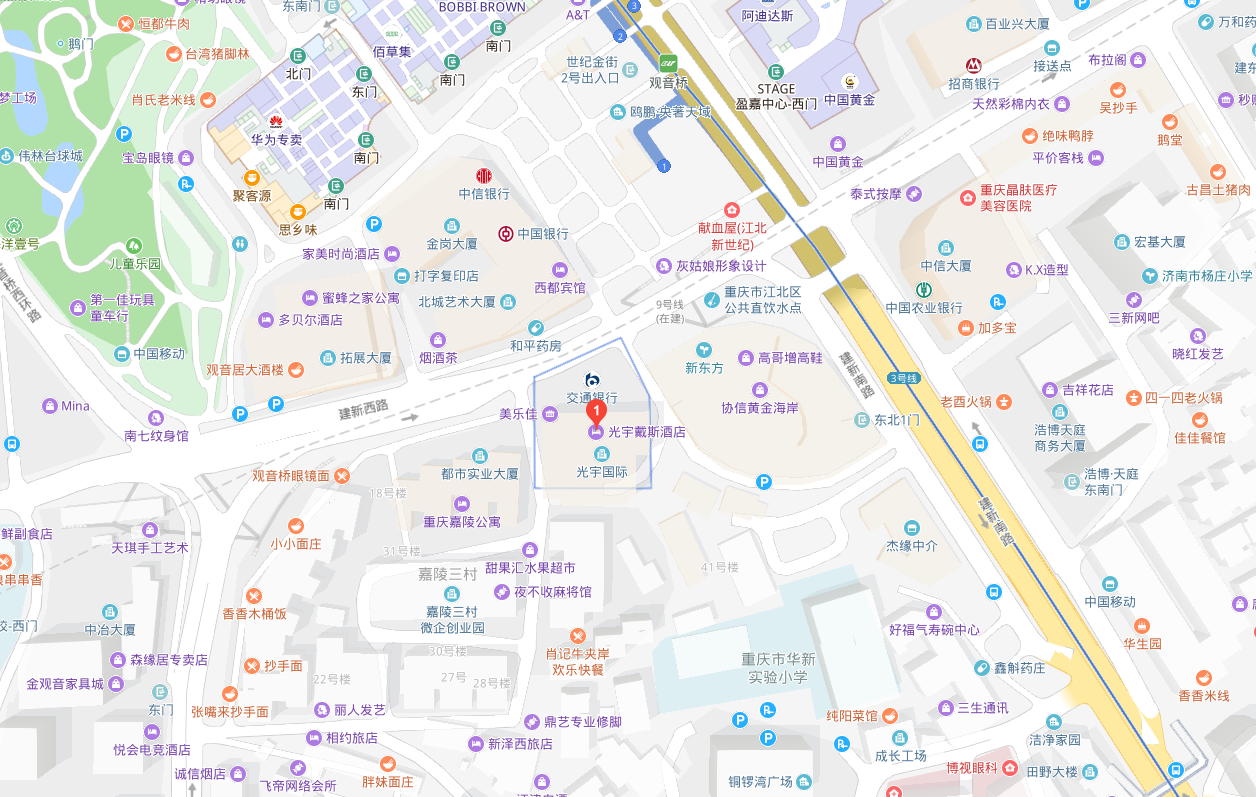 恒都牛肉
东南门
BOBBI BROWN
A&T
3
阿迪达斯
百业兴大厦
万和药
鹅门
台湾猪脚林
佰草集
南门
2
世纪金街
2号出入口
观音桥
STAGE
盈嘉中心-西门
招商银行
接送点
布拉阁
建东
北门
东门
南门
中国黄金
梦工场
肖氏老米线
华为专卖
鸥鹏·央著天域
天然彩棉内衣
吴抄手
秒贝
绝味鸭脖
鹅堂
伟林台球城
宝岛眼镜
南门
中信银行
1
中国黄金
平价客栈
聚客源
南门
泰式按摩
重庆晶肤医疗
美容医院
古昌土猪肉
思乡味
洋壹号
儿童乐园
金岗大厦
中国银行
献血屋(江北
新世纪)
宏基大厦
家美时尚酒店
打字复印店
西都宾馆
灰姑娘形象设计
中信大厦
K.X造型
济南市杨庄小学
第一佳玩具
童车行
蜜蜂之家公寓
北城艺术大厦
9号线
(在建)
重庆市江北区
公共直饮水点
中国农业银行
三新网吧
多贝尔酒店
加多宝
中国移动
拓展大厦
烟酒茶
和平药房
新东方
高哥增高鞋
建新南路
晓红发艺
观音居大酒楼
3号线
交通银行
协信黄金海岸
吉祥花店
四一一老火锅
Mina
建新西路
美乐佳
1
光宇戴斯酒店
东北1门
老酉火锅
浩博天庭
商务大厦
佳佳餐馆
南七纹身馆
观音桥眼镜面
都市实业大厦
光宇国际
浩博·天庭
东南门
18号楼
重庆嘉陵公寓
建新南路
鲜副食店
天琪手工艺术
小小面庄
31号楼
杰缘中介
甜果汇水果超市
41号楼
串串香
嘉陵三村
夜不收麻将馆
嘉陵三村
微企创业园
香香木桶饭
中国移动
中冶大厦
好福气寿碗中心
华生园
西门
森缘居专卖店
抄手面
30号楼
肖记牛夹岸
欢乐快餐
重庆市华新
实验小学
鑫斛药庄
金观音家具城
22号楼
27号
28号楼
香香米线
东门
张嘴来抄手面
丽人发艺
鼎艺专业修脚
纯阳菜馆
三生通讯
悦会电竞酒店
相约旅店
新泽西旅店
成长工场
洁净家园
诚信烟店
飞帝网络会所
胖妹面庄
铜锣湾广场
博视眼科
田野大楼